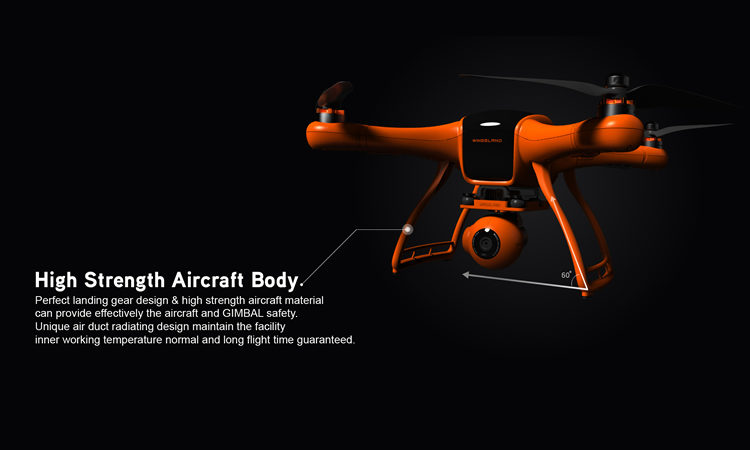 WINGSLAND
60°
High Strength Aircraft Body.
Perfect landing gear design & high strength aircraft material
can provide effectively the aircraft and GIMBAL safety.
Unique air duct radiating design maintain the facility
inner working temperature normal and long flight time guaranteed.